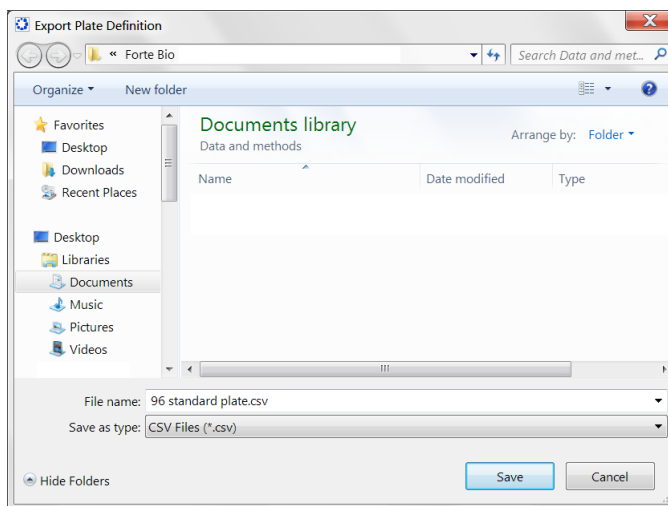 Export Plate Definition
« Forte Bio
Search Data and met...
Organize
New folder
Favorites
Desktop
Downloads
Recent Places
Desktop
Libraries
Documents
Music
Pictures
Videos
Documents library
Data and methods
Arrange by: Folder
Name Date modified Type
File name: 96 standard plate.csv
Save as type: CSV Files (*.csv)
Hide Folders
Save
Cancel